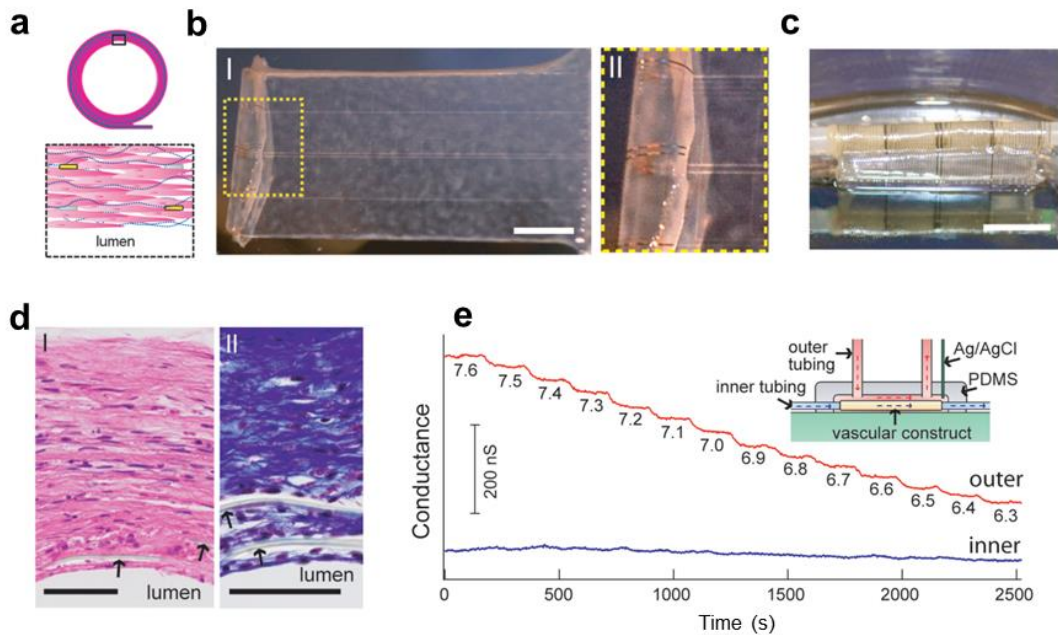 a
lumen
b
I
II
c
d
I
II
lumen
lumen
e
outer
tubing
Ag/AgCl
PDMS
inner tubing
vascular construct
Conductance
200 nS
7.6
7.5
7.4
7.3
7.2
7.1
7.0
6.9
6.8
6.7
6.6
6.5
6.4
6.3
outer
inner
0
500
1000
1500
2000
2500
Time (s)